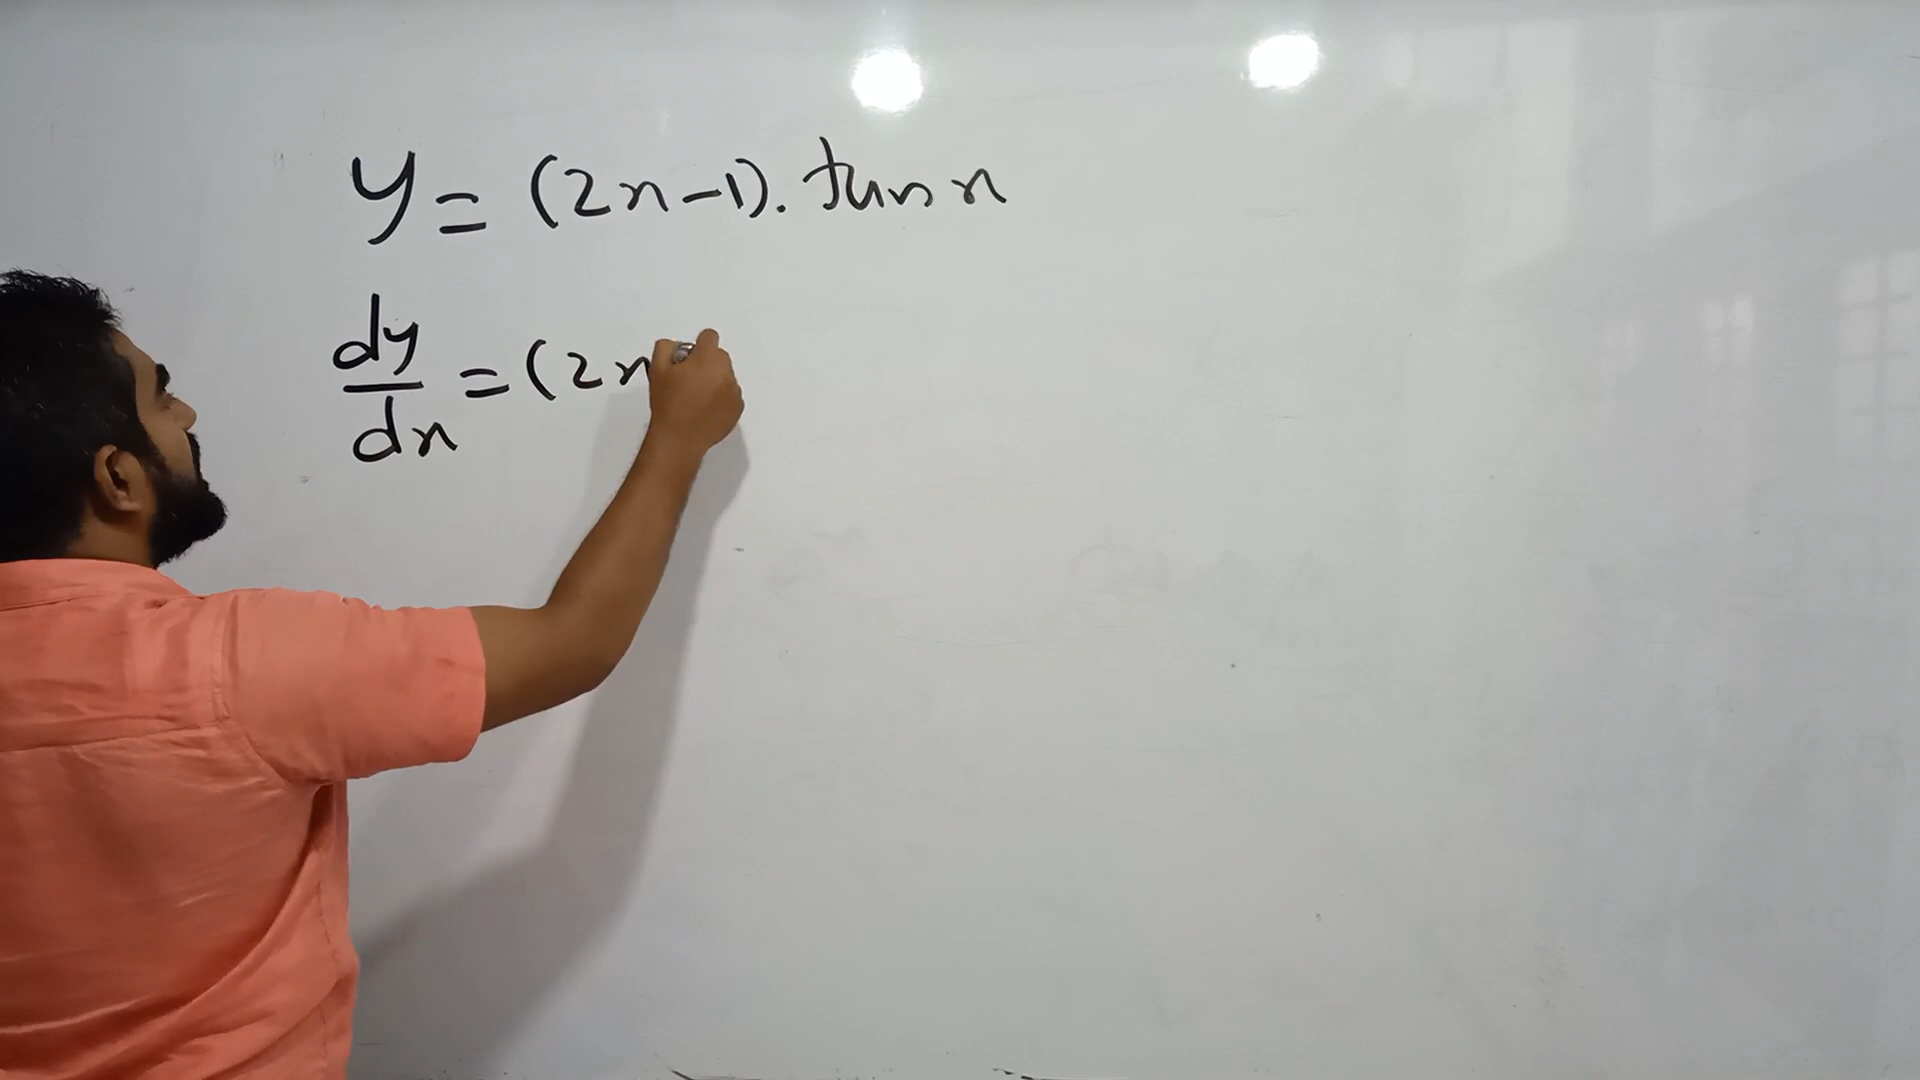 y = (2x-1). tan x
dy/dx = (2x